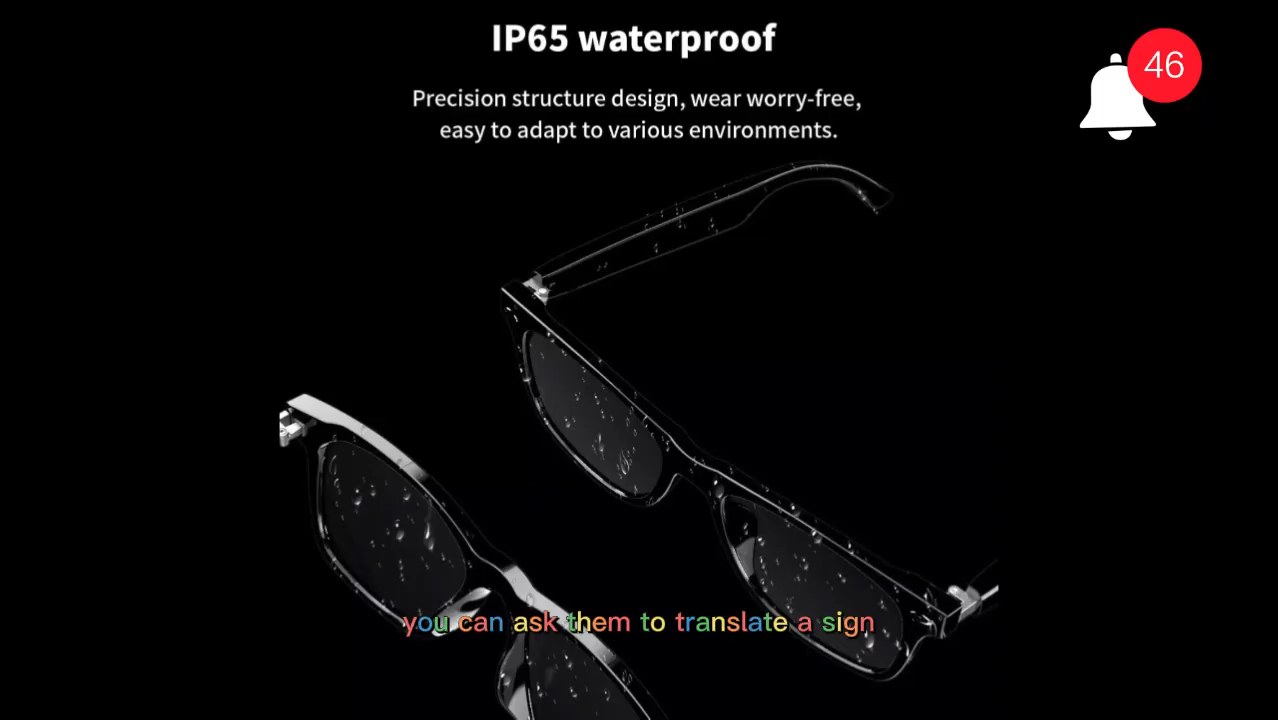 IP65 waterproof
46
Precision structure design, wear worry-free,
easy to adapt to various environments.
you can ask them to translate a sign